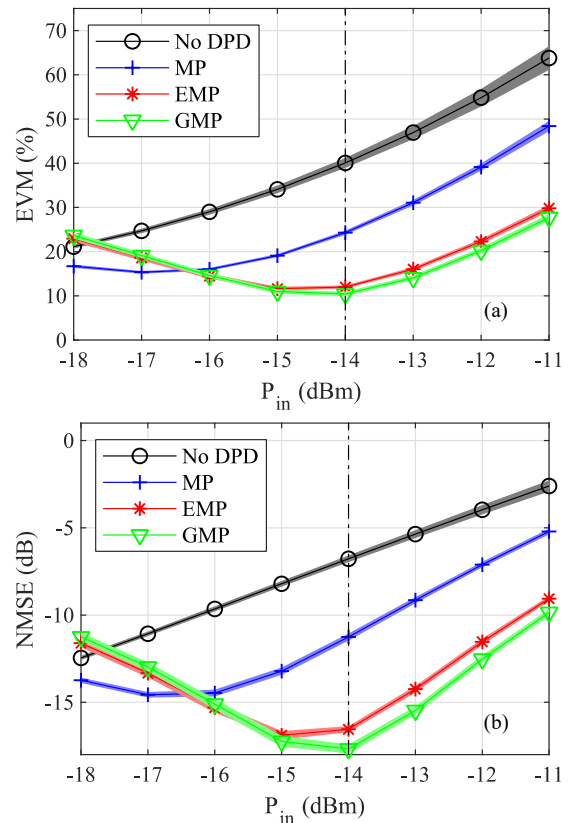 70
60
50
40
30
20
10
0
EVM (%)
No DPD
MP
EMP
GMP
(a)
-18 -17 -16 -15 -14 -13 -12 -11
P_in (dBm)
0
-5
-10
-15
NMSE (dB)
No DPD
MP
EMP
GMP
(b)
-18 -17 -16 -15 -14 -13 -12 -11
P_in (dBm)